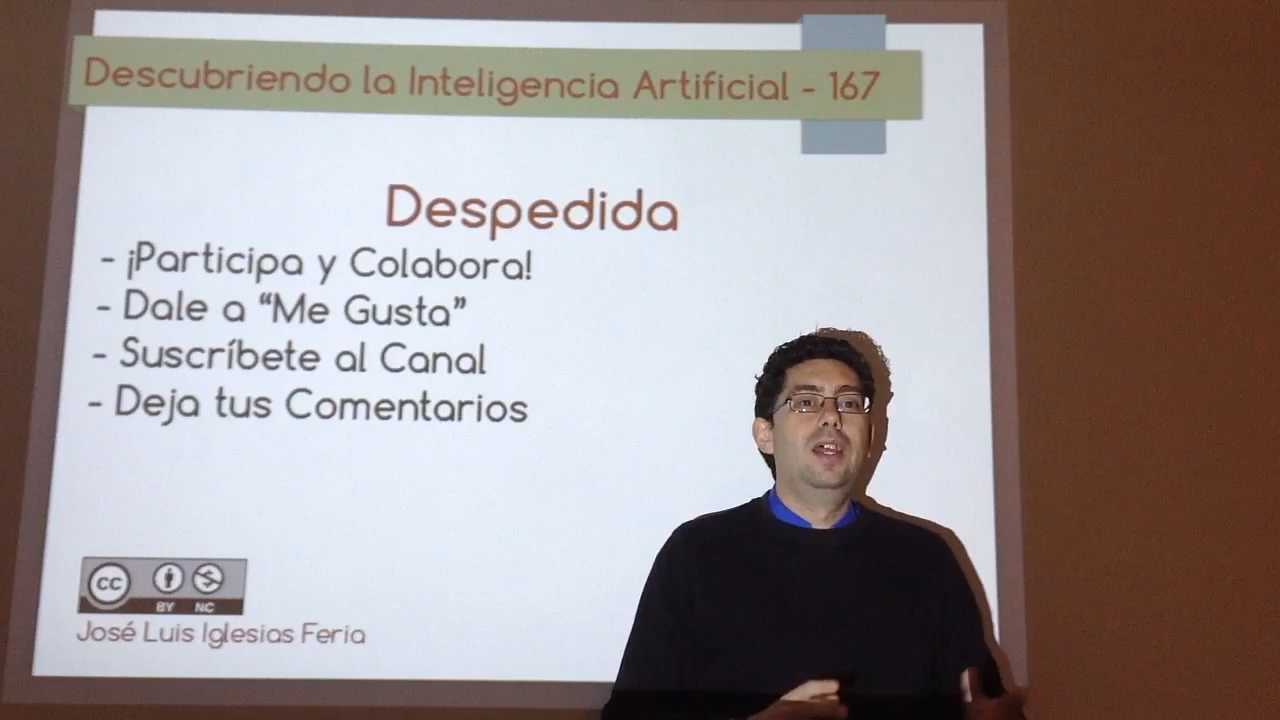 Descubriendo la Inteligencia Artificial - 167
Despedida
- ¡Participa y Colabora!
- Dale a “Me Gusta”
- Suscríbete al Canal
- Deja tus Comentarios
cc
BY NC
José Luis Iglesias Feria